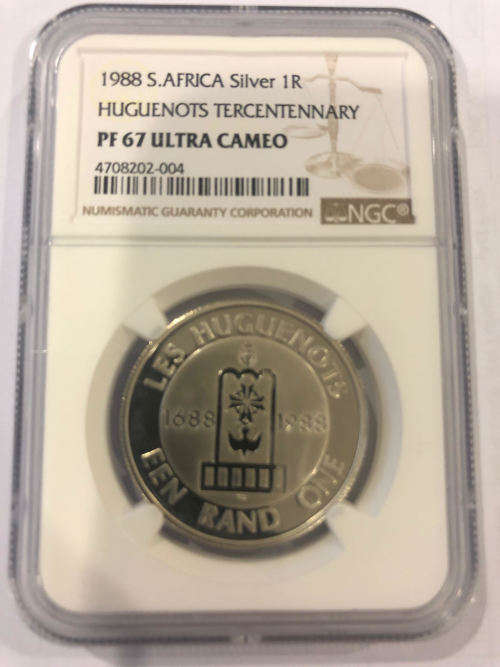 1988 S.AFRICA Silver 1R
HUGUENOTS TERCENTENNARY
PF 67 ULTRA CAMEO
4708202-004
NUMISMATIC GUARANTY CORPORATION NGC®
LES HUGUENOTS
1688 1988
EEN RAND ONE